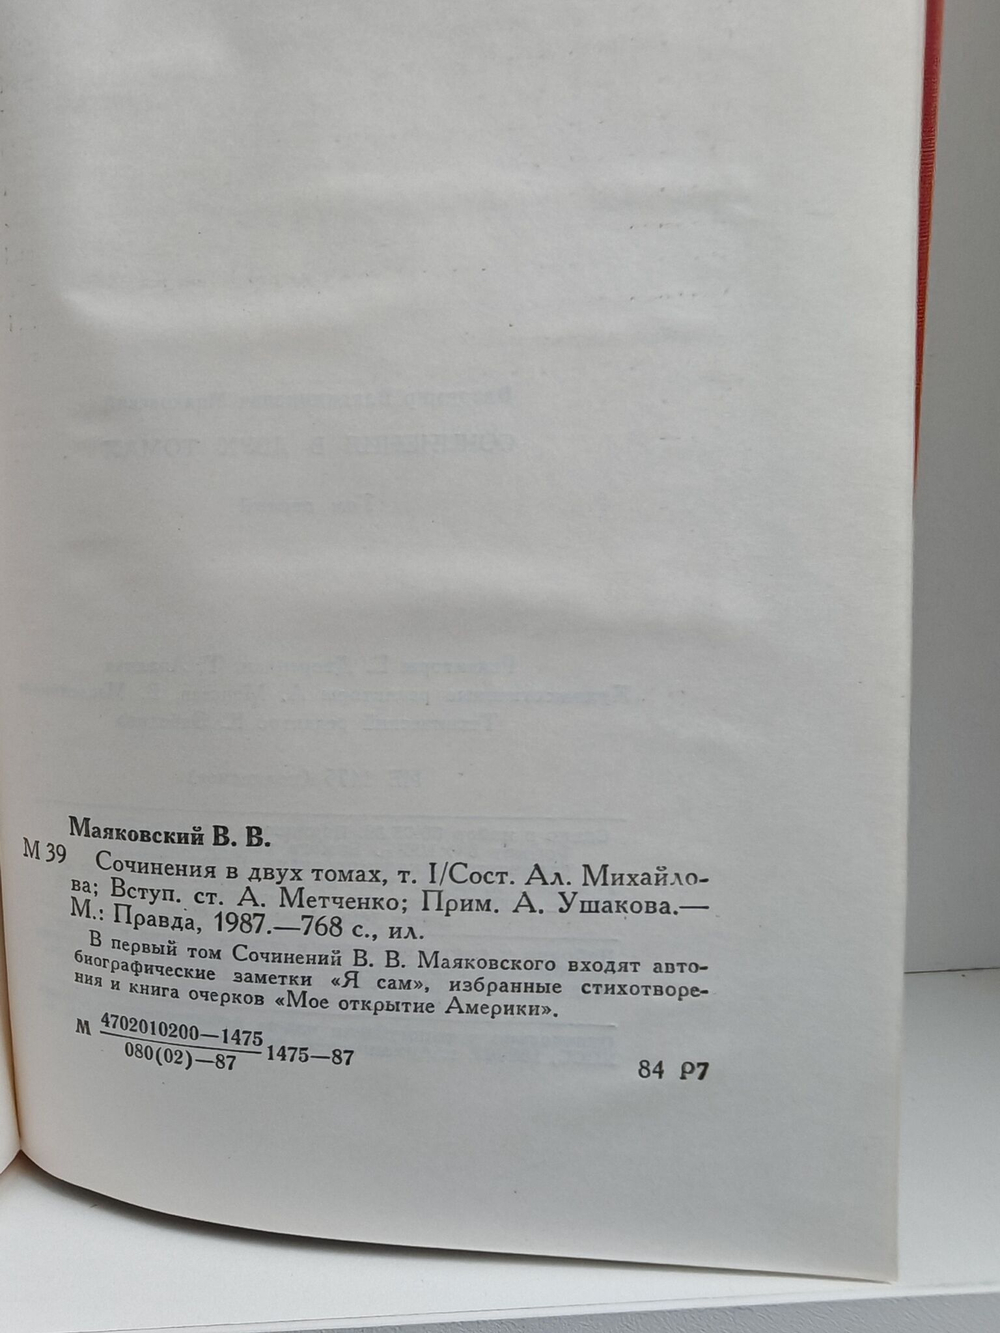 Маяковский В. В.
М 39 Сочинения в двух томах, т. I/Сост. Ал. Михайло-
ва; Вступ. ст. А. Метченко; Прим. А. Ушакова.—
М.: Правда, 1987.—768 с., ил.
В первый том Сочинений В. В. Маяковского входят авто-
биографические заметки «Я сам», избранные стихотворе-
ния и книга очерков «Мое открытие Америки».
М 4702010200—1475
080(02)—87 1475—87
84 Р7